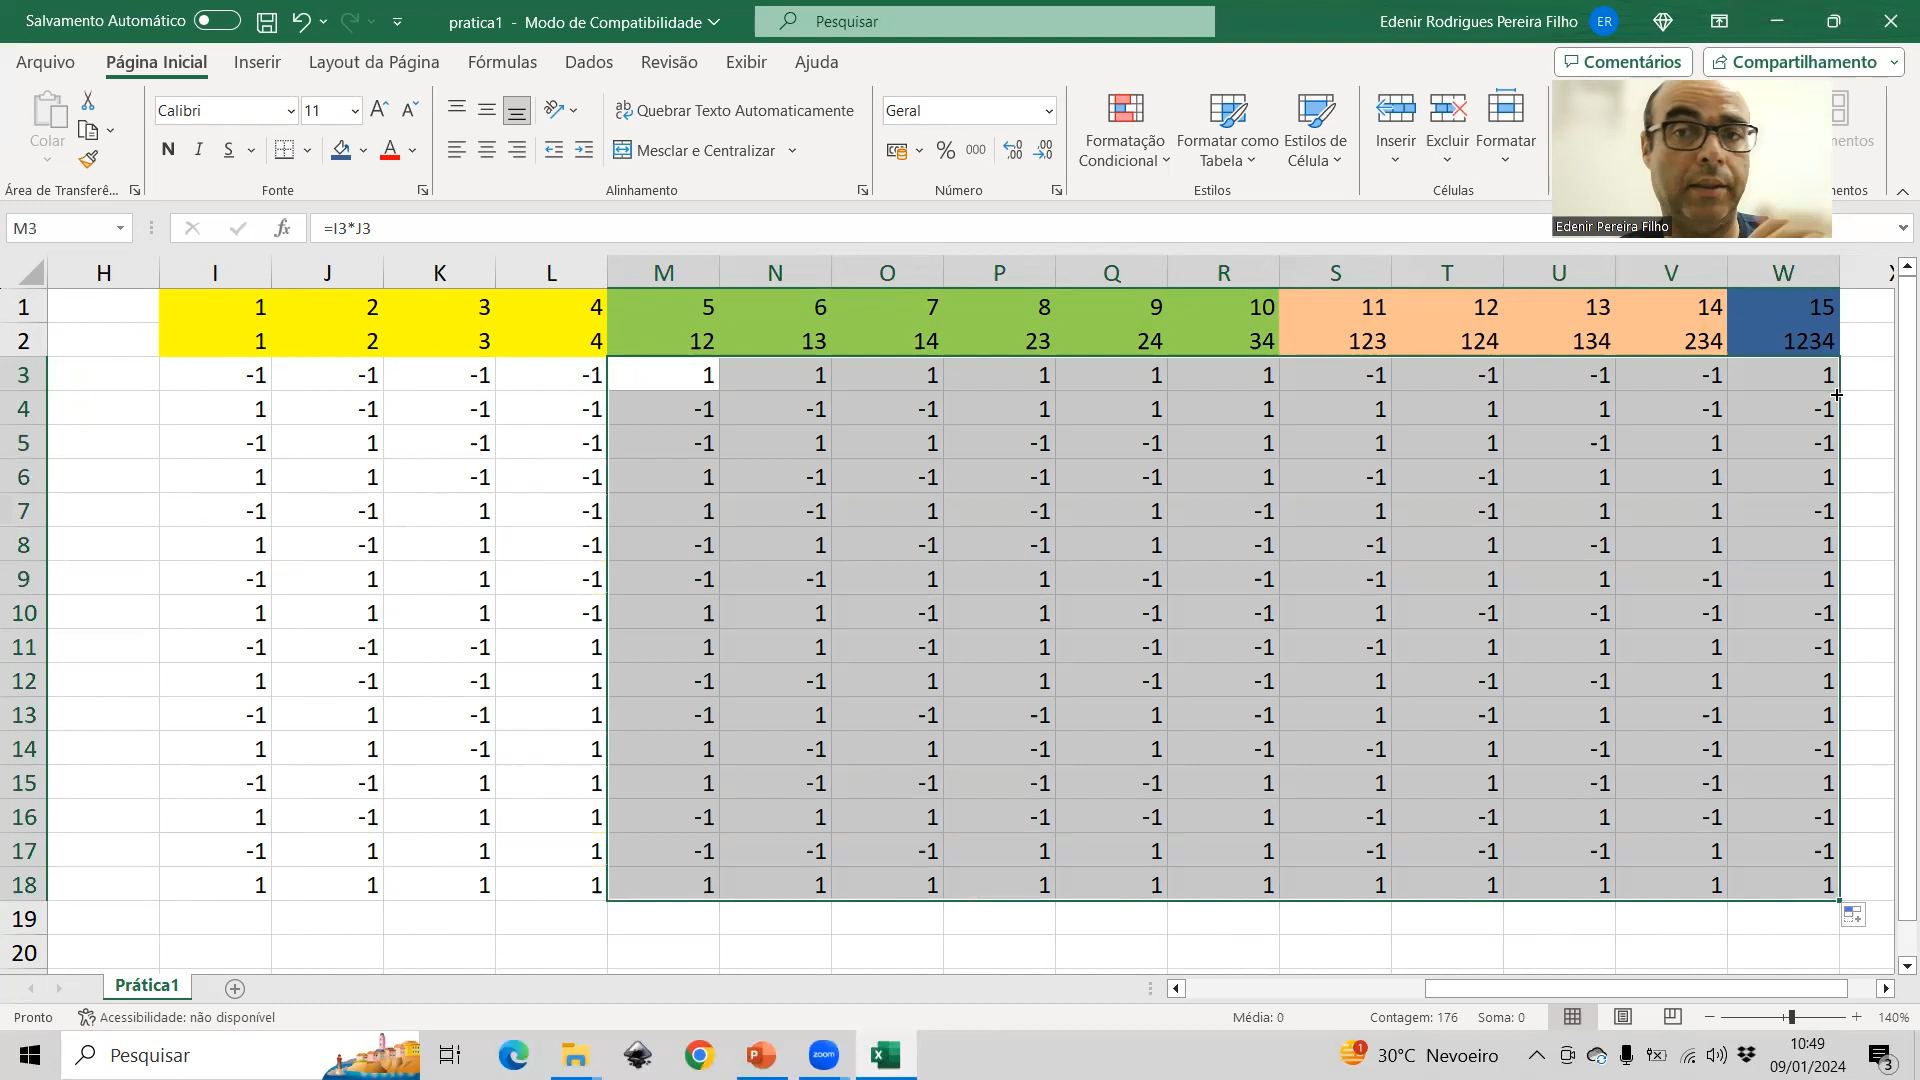 Salvamento Automático
pratica1 - Modo de Compatibilidade
Pesquisar
Edenir Rodrigues Pereira Filho ER
Arquivo Página Inicial Inserir Layout da Página Fórmulas Dados Revisão Exibir Ajuda
Comentários Compartilhamento
Colar
Área de Transferê...
Calibri 11
N I S
Fonte
Quebrar Texto Automaticamente
Mesclar e Centralizar
Alinhamento
Geral
% 000
Número
Formatação Condicional
Formatar como Tabela
Estilos de Célula
Estilos
Inserir Excluir Formatar
Células
Edenir Pereira Filho
M3 fx =I3*J3
H I J K L M N O P Q R S T U V W
1 1 2 3 4 5 6 7 8 9 10 11 12 13 14 15
2 1 2 3 4 12 13 14 23 24 34 123 124 134 234 1234
3 -1 -1 -1 -1 1 1 1 1 1 1 -1 -1 -1 -1 1
4 1 -1 -1 -1 -1 -1 -1 1 1 1 1 1 1 -1 -1
5 -1 1 -1 -1 -1 1 1 -1 -1 1 1 1 -1 1 -1
6 1 1 -1 -1 1 -1 -1 -1 -1 1 -1 -1 1 1 1
7 -1 -1 1 -1 1 -1 1 -1 1 -1 1 -1 1 1 -1
8 1 -1 1 -1 -1 1 -1 -1 1 -1 -1 1 -1 1 1
9 -1 1 1 -1 -1 -1 1 1 -1 -1 -1 1 1 -1 1
10 1 1 1 -1 1 1 -1 1 -1 -1 1 -1 -1 -1 -1
11 -1 -1 -1 1 1 1 -1 1 -1 -1 -1 1 1 1 -1
12 1 -1 -1 1 -1 -1 1 1 -1 -1 1 -1 -1 1 1
13 -1 1 -1 1 -1 1 -1 -1 1 -1 1 -1 1 -1 1
14 1 1 -1 1 1 -1 1 -1 1 -1 -1 1 -1 -1 -1
15 -1 -1 1 1 1 -1 -1 -1 -1 1 1 1 -1 -1 1
16 1 -1 1 1 -1 1 1 -1 -1 1 -1 -1 1 -1 -1
17 -1 1 1 1 -1 -1 -1 1 1 1 -1 -1 -1 1 -1
18 1 1 1 1 1 1 1 1 1 1 1 1 1 1 1
19
20
Prática1
Pronto Acessibilidade: não disponível Média: 0 Contagem: 176 Soma: 0 140%
Pesquisar
zoom
30°C Nevoeiro
10:49
09/01/2024
3